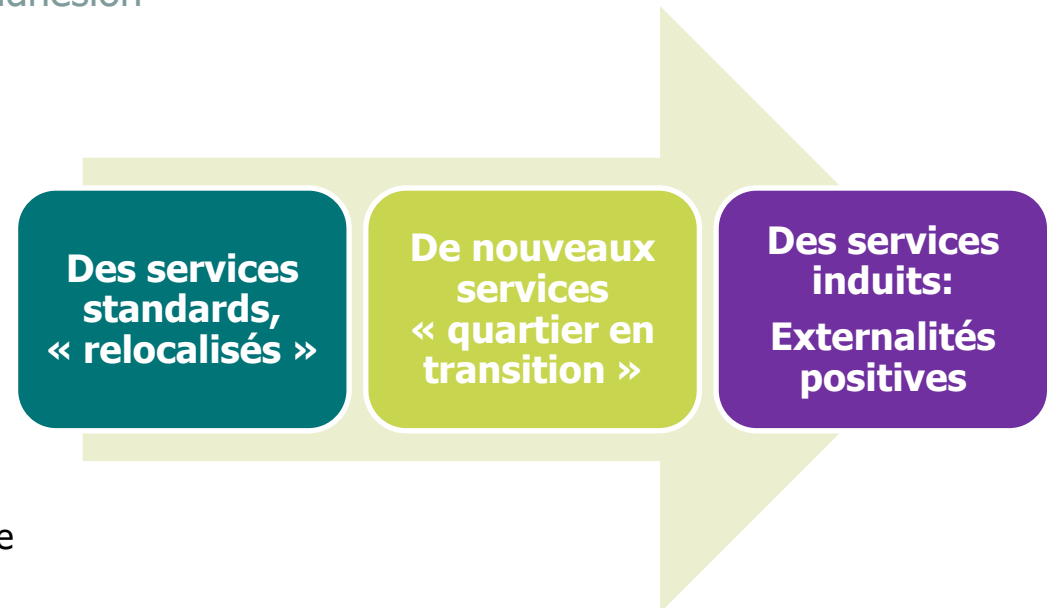 Des services
standards,
« relocalisés »
De nouveaux
services
« quartier en
transition »
Des services
induits:
Externalités
positives
e